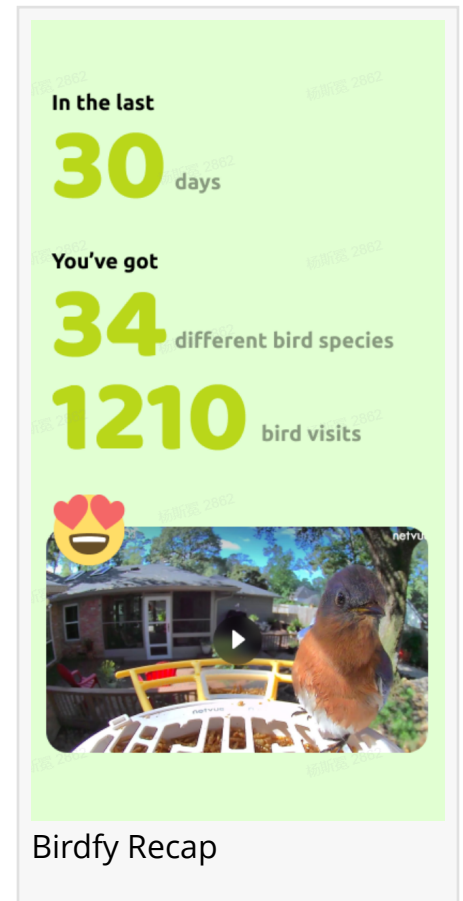 In the last
30 days
You've got
34 different bird species
1210 bird visits
netvue
Birdfy Recap